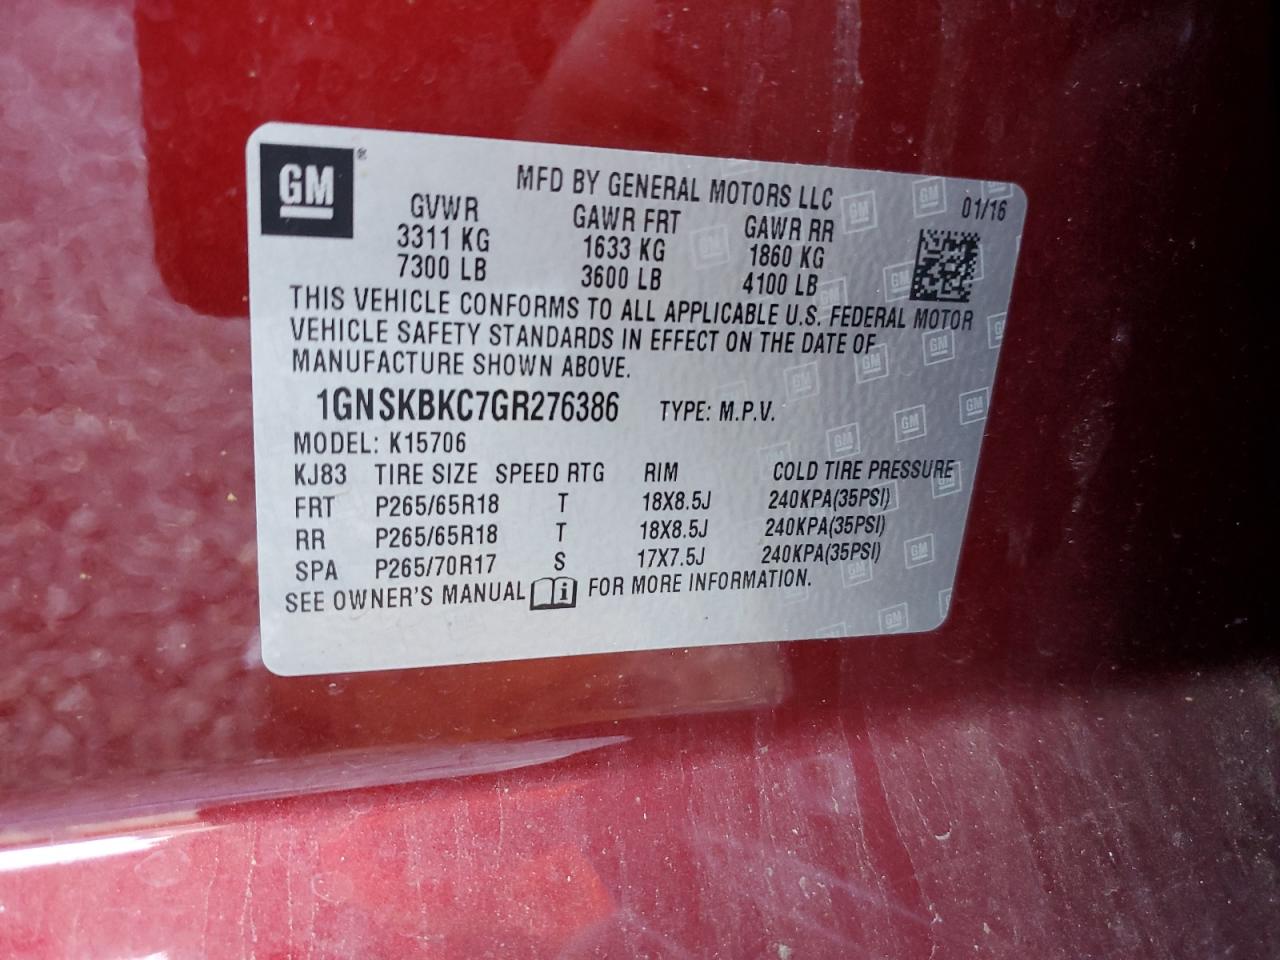 GM®
MFD BY GENERAL MOTORS LLC
01/16
GVWR GAWR FRT GAWR RR
3311 KG 1633 KG 1860 KG
7300 LB 3600 LB 4100 LB
THIS VEHICLE CONFORMS TO ALL APPLICABLE U.S. FEDERAL MOTOR
VEHICLE SAFETY STANDARDS IN EFFECT ON THE DATE OF
MANUFACTURE SHOWN ABOVE.
1GNSKBKC7GR276386 TYPE: M.P.V.
MODEL: K15706
KJ83 TIRE SIZE SPEED RTG RIM COLD TIRE PRESSURE
FRT P265/65R18 T 18X8.5J 240KPA(35PSI)
RR P265/65R18 T 18X8.5J 240KPA(35PSI)
SPA P265/70R17 S 17X7.5J 240KPA(35PSI)
SEE OWNER'S MANUAL i FOR MORE INFORMATION.